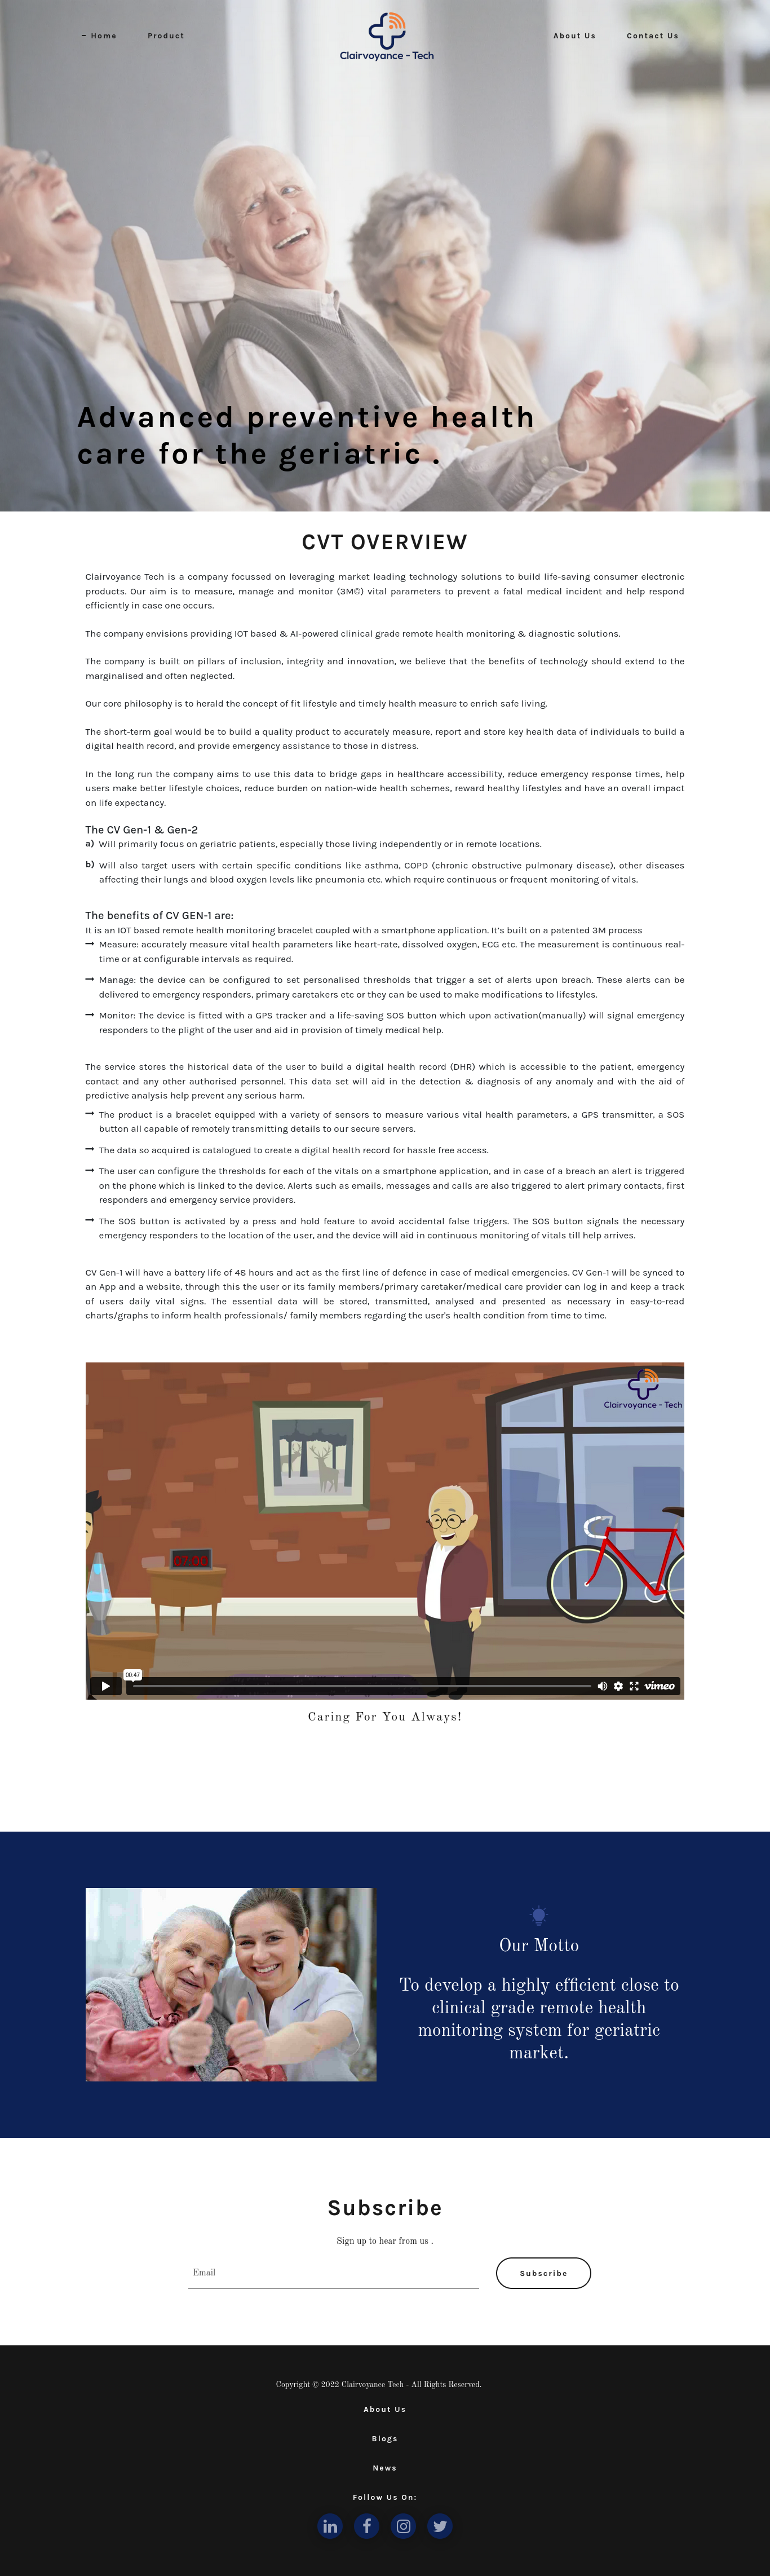 Home
Product
Clairvoyance - Tech
About Us
Contact Us
Advanced preventive health
care for the geriatric .
CVT OVERVIEW
Clairvoyance Tech is a company focussed on leveraging market leading technology solutions to build life-saving consumer electronic
products. Our aim is to measure, manage and monitor (3M©) vital parameters to prevent a fatal medical incident and help respond
efficiently in case one occurs.
The company envisions providing IOT based & AI-powered clinical grade remote health monitoring & diagnostic solutions.
The company is built on pillars of inclusion, integrity and innovation, we believe that the benefits of technology should extend to the
marginalised and often neglected.
Our core philosophy is to herald the concept of fit lifestyle and timely health measure to enrich safe living.
The short-term goal would be to build a quality product to accurately measure, report and store key health data of individuals to build a
digital health record, and provide emergency assistance to those in distress.
In the long run the company aims to use this data to bridge gaps in healthcare accessibility, reduce emergency response times, help
users make better lifestyle choices, reduce burden on nation-wide health schemes, reward healthy lifestyles and have an overall impact
on life expectancy.
The CV Gen-1 & Gen-2
a) Will primarily focus on geriatric patients, especially those living independently or in remote locations.
b) Will also target users with certain specific conditions like asthma, COPD (chronic obstructive pulmonary disease), other diseases
affecting their lungs and blood oxygen levels like pneumonia etc. which require continuous or frequent monitoring of vitals.
The benefits of CV GEN-1 are:
It is an IOT based remote health monitoring bracelet coupled with a smartphone application. It's built on a patented 3M process
Measure: accurately measure vital health parameters like heart-rate, dissolved oxygen, ECG etc. The measurement is continuous real-
time or at configurable intervals as required.
Manage: the device can be configured to set personalised thresholds that trigger a set of alerts upon breach. These alerts can be
delivered to emergency responders, primary caretakers etc or they can be used to make modifications to lifestyles.
Monitor: The device is fitted with a GPS tracker and a life-saving SOS button which upon activation(manually) will signal emergency
responders to the plight of the user and aid in provision of timely medical help.
The service stores the historical data of the user to build a digital health record (DHR) which is accessible to the patient, emergency
contact and any other authorised personnel. This data set will aid in the detection & diagnosis of any anomaly and with the aid of
predictive analysis help prevent any serious harm.
The product is a bracelet equipped with a variety of sensors to measure various vital health parameters, a GPS transmitter, a SOS
button all capable of remotely transmitting details to our secure servers.
The data so acquired is catalogued to create a digital health record for hassle free access.
The user can configure the thresholds for each of the vitals on a smartphone application, and in case of a breach an alert is triggered
on the phone which is linked to the device. Alerts such as emails, messages and calls are also triggered to alert primary contacts, first
responders and emergency service providers.
The SOS button is activated by a press and hold feature to avoid accidental false triggers. The SOS button signals the necessary
emergency responders to the location of the user, and the device will aid in continuous monitoring of vitals till help arrives.
CV Gen-1 will have a battery life of 48 hours and act as the first line of defence in case of medical emergencies. CV Gen-1 will be synced to
an App and a website, through this the user or its family members/primary caretaker/medical care provider can log in and keep a track
of users daily vital signs. The essential data will be stored, transmitted, analysed and presented as necessary in easy-to-read
charts/graphs to inform health professionals/ family members regarding the user's health condition from time to time.
Clairvoyance - Tech
07:00
00:47
vimeo
Caring For You Always!
Our Motto
To develop a highly efficient close to
clinical grade remote health
monitoring system for geriatric
market.
Subscribe
Sign up to hear from us .
Email
Subscribe
Copyright © 2022 Clairvoyance Tech - All Rights Reserved.
About Us
Blogs
News
Follow Us On: